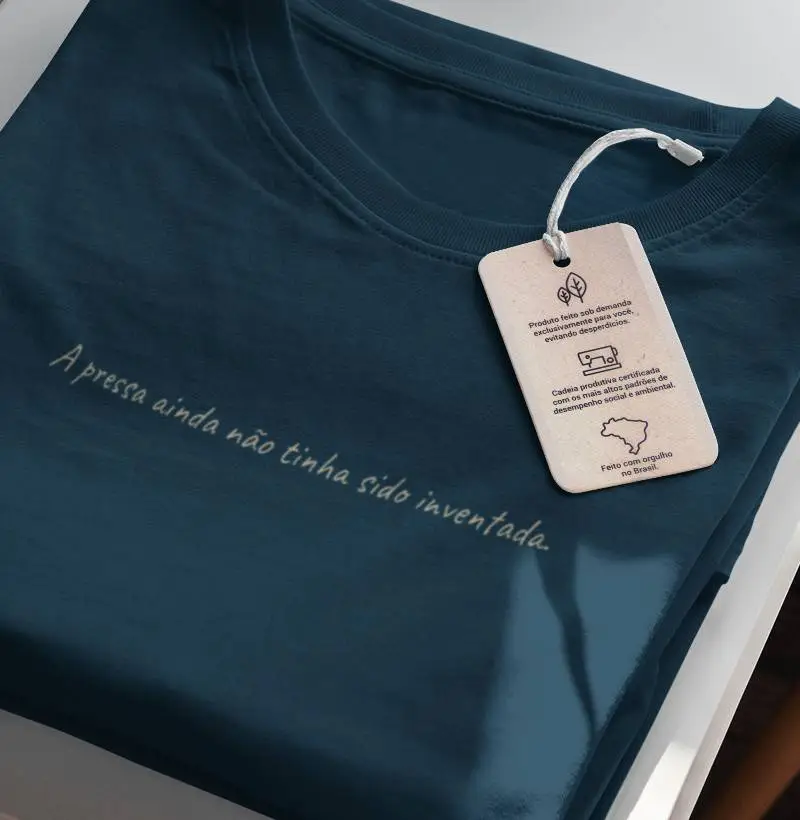 A pressa ainda não tinha sido inventada.
Produto feito sob demanda
exclusivamente para você,
evitando desperdícios.
Cadeia produtiva certificada
com os mais altos padrões de
desempenho social e ambiental.
Feito com orgulho
no Brasil.